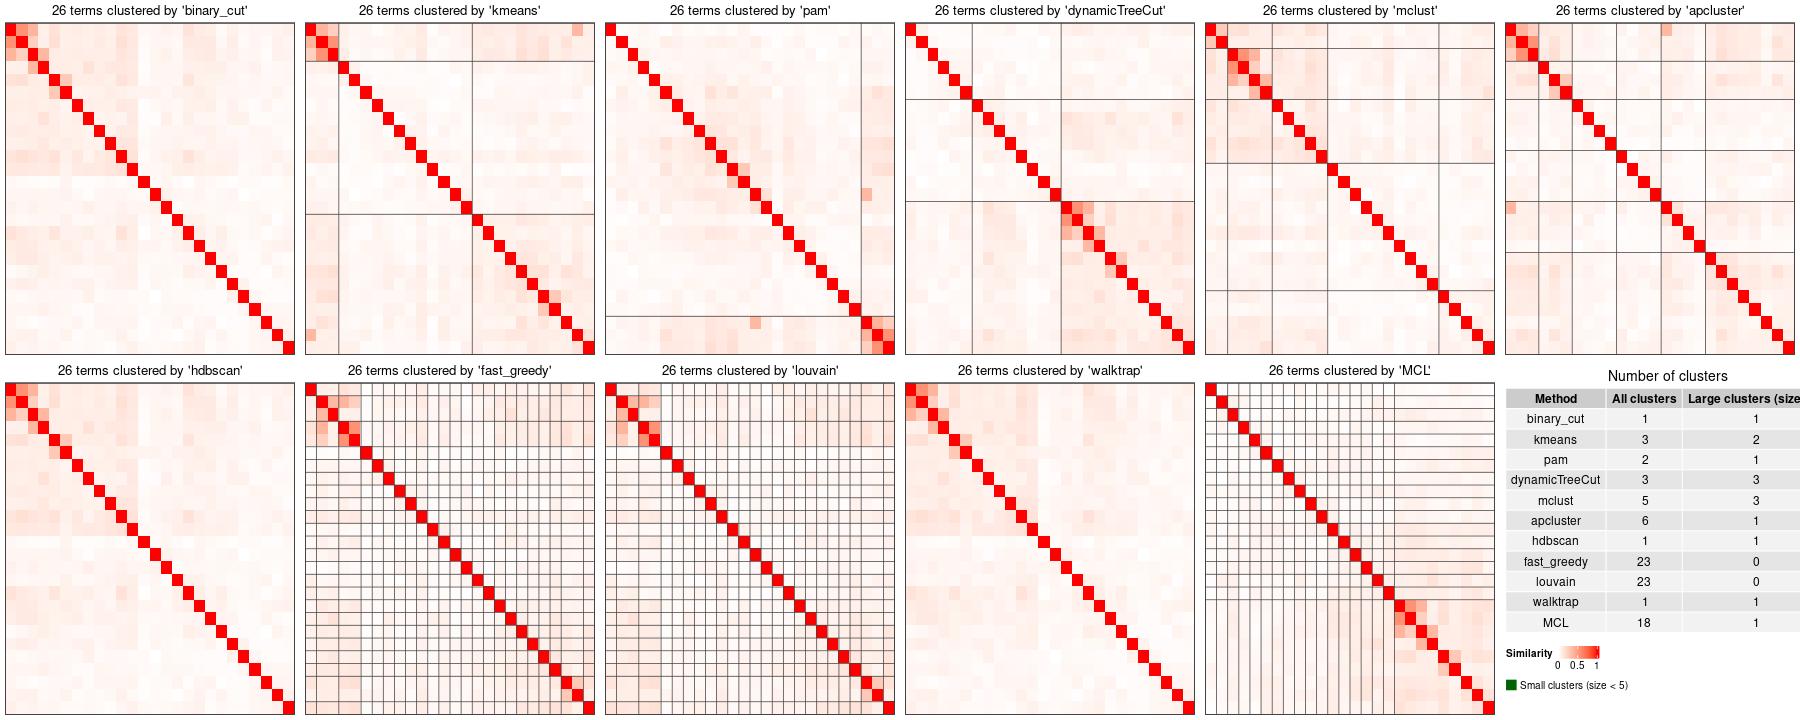 26 terms clustered by 'binary_cut'
26 terms clustered by 'kmeans'
26 terms clustered by 'pam'
26 terms clustered by 'dynamicTreeCut'
26 terms clustered by 'mclust'
26 terms clustered by 'apcluster'
26 terms clustered by 'hdbscan'
26 terms clustered by 'fast_greedy'
26 terms clustered by 'louvain'
26 terms clustered by 'walktrap'
26 terms clustered by 'MCL'
Number of clusters
Method All clusters Large clusters (size
binary_cut 1 1
kmeans 3 2
pam 2 1
dynamicTreeCut 3 3
mclust 5 3
apcluster 6 1
hdbscan 1 1
fast_greedy 23 0
louvain 23 0
walktrap 1 1
MCL 18 1
Similarity
0 0.5 1
Small clusters (size < 5)